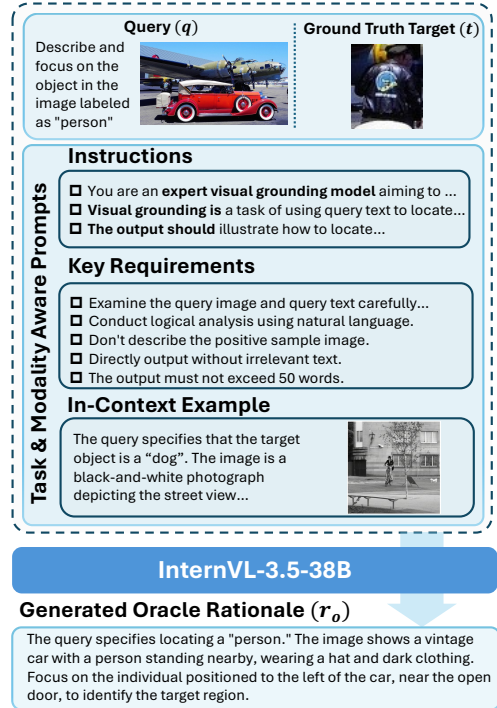 Query (q)
Describe and
focus on the
object in the
image labeled
as "person"
Ground Truth Target (t)
Task & Modality Aware Prompts
Instructions
You are an expert visual grounding model aiming to ...
Visual grounding is a task of using query text to locate...
The output should illustrate how to locate...
Key Requirements
Examine the query image and query text carefully...
Conduct logical analysis using natural language.
Don't describe the positive sample image.
Directly output without irrelevant text.
The output must not exceed 50 words.
In-Context Example
The query specifies that the target
object is a “dog”. The image is a
black-and-white photograph
depicting the street view...
InternVL-3.5-38B
Generated Oracle Rationale (r_o)
The query specifies locating a "person." The image shows a vintage
car with a person standing nearby, wearing a hat and dark clothing.
Focus on the individual positioned to the left of the car, near the open
door, to identify the target region.